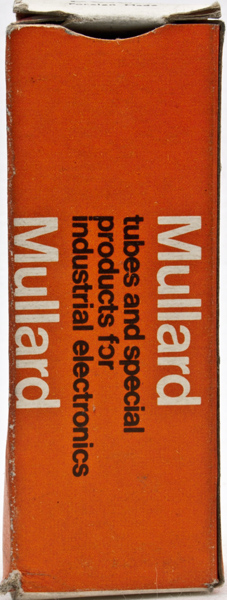 Mullard
tubes and special
products for
industrial electronics
Mullard